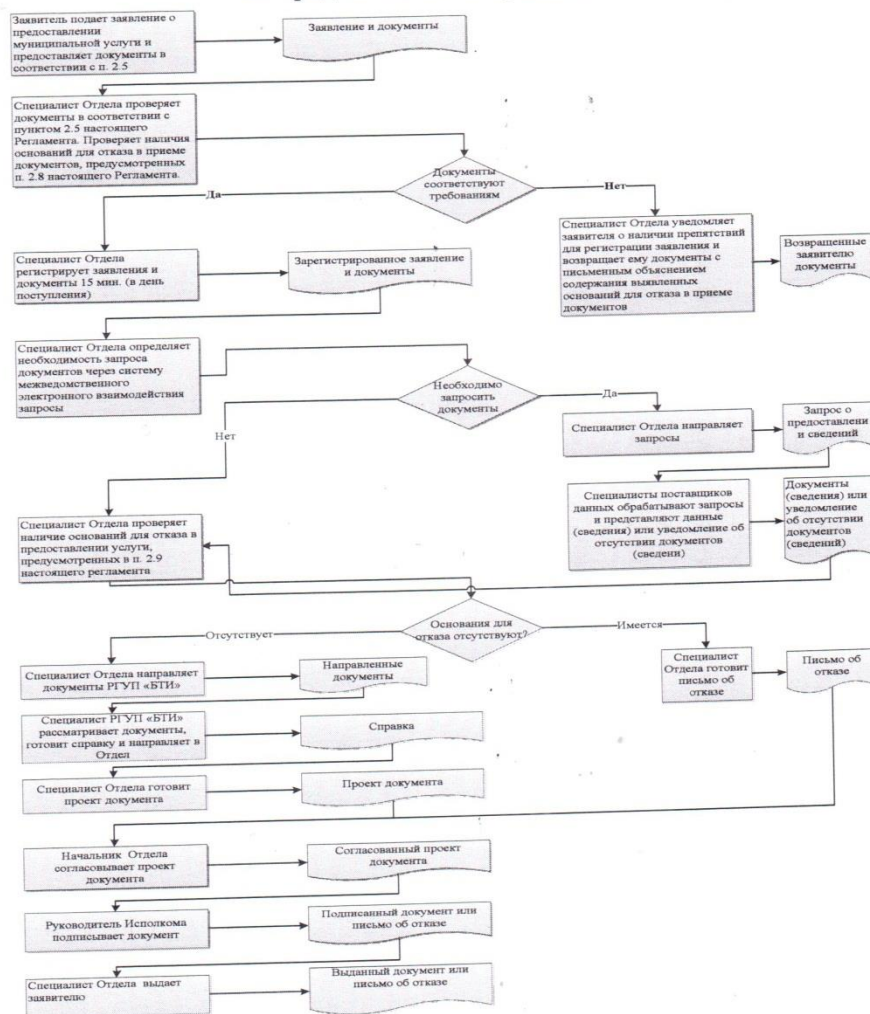 Заявитель подает заявление о
предоставлении
муниципальной услуги и
предоставляет документы в
соответствии с п. 2.5
Заявление и документы
Специалист Отдела проверяет
документы в соответствии с
пунктом 2.5 настоящего
Регламента. Проверяет наличия
оснований для отказа в приеме
документов, предусмотренных
п. 2.8 настоящего Регламента.
Документы
соответствуют
требованиям
Да
Нет
Специалист Отдела
регистрирует заявления и
документы 15 мин. (в день
поступления)
Зарегистрированное заявление
и документы
Специалист Отдела уведомляет
заявителя о наличии препятствий
для регистрации заявления и
возвращает ему документы с
письменным объяснением
содержания выявленных
оснований для отказа в приеме
документов
Возвращенные
заявителю
документы
Специалист Отдела определяет
необходимость запроса
документов через систему
межведомственного
электронного взаимодействия
запросы
Необходимо
запросить
документы
Да
Нет
Специалист Отдела направляет
запросы
Запрос о
предоставлени
и сведений
Специалисты поставщиков
данных обрабатывают запросы
и представляют данные
(сведения) или уведомление об
отсутствии документов
(сведени)
Документы
(сведения) или
уведомление
об отсутствии
документов
(сведений)
Специалист Отдела проверяет
наличие оснований для отказа в
предоставлении услуги,
предусмотренных в п. 2.9
настоящего регламента
Основания для
отказа отсутствуют?
Отсутствует
Имеется
Специалист Отдела направляет
документы РГУП «БТИ»
Направленные
документы
Специалист
Отдела готовит
письмо об отказе
Письмо об
отказе
Специалист РГУП «БТИ»
рассматривает документы,
готовит справку и направляет в
Отдел
Справка
Специалист Отдела готовит
проект документа
Проект документа
Начальник Отдела
согласовывает проект
документа
Согласованный проект
документа
Руководитель Исполкома
подписывает документ
Подписанный документ или
письмо об отказе
Специалист Отдела выдает
заявителю
Выданный документ или
письмо об отказе